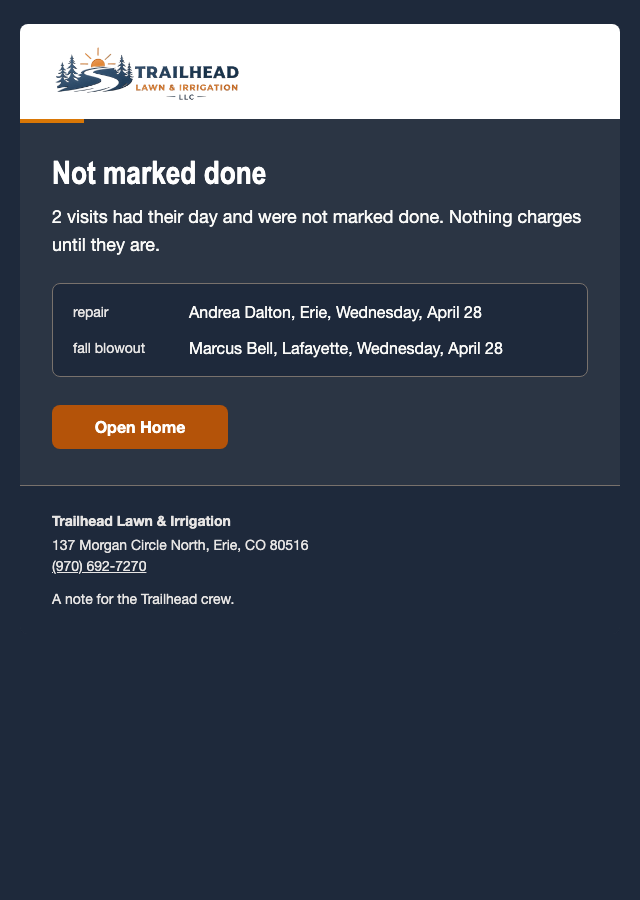 TRAILHEAD
LAWN & IRRIGATION
LLC
Not marked done
2 visits had their day and were not marked done. Nothing charges
until they are.
repair Andrea Dalton, Erie, Wednesday, April 28
fall blowout Marcus Bell, Lafayette, Wednesday, April 28
Open Home
Trailhead Lawn & Irrigation
137 Morgan Circle North, Erie, CO 80516
(970) 692-7270
A note for the Trailhead crew.